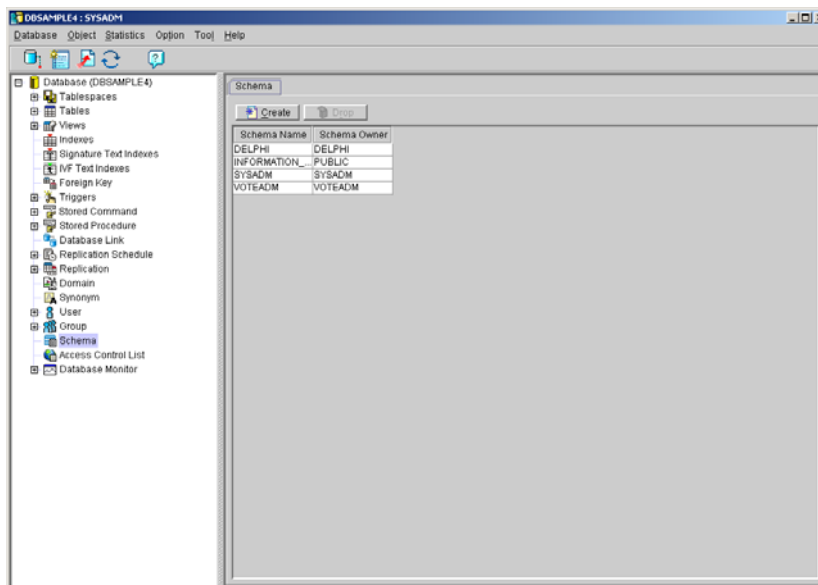 DBSAMPLE4 : SYSADM
Database Object Statistics Option Tool Help
Database (DBSAMPLE4)
Tablespaces
Tables
Views
Indexes
Signature Text Indexes
IVF Text Indexes
Foreign Key
Triggers
Stored Command
Stored Procedure
Database Link
Replication Schedule
Replication
Domain
Synonym
User
Group
Schema
Access Control List
Database Monitor
Schema
Create Drop
Schema Name Schema Owner
DELPHI DELPHI
INFORMATION_... PUBLIC
SYSADM SYSADM
VOTEADM VOTEADM